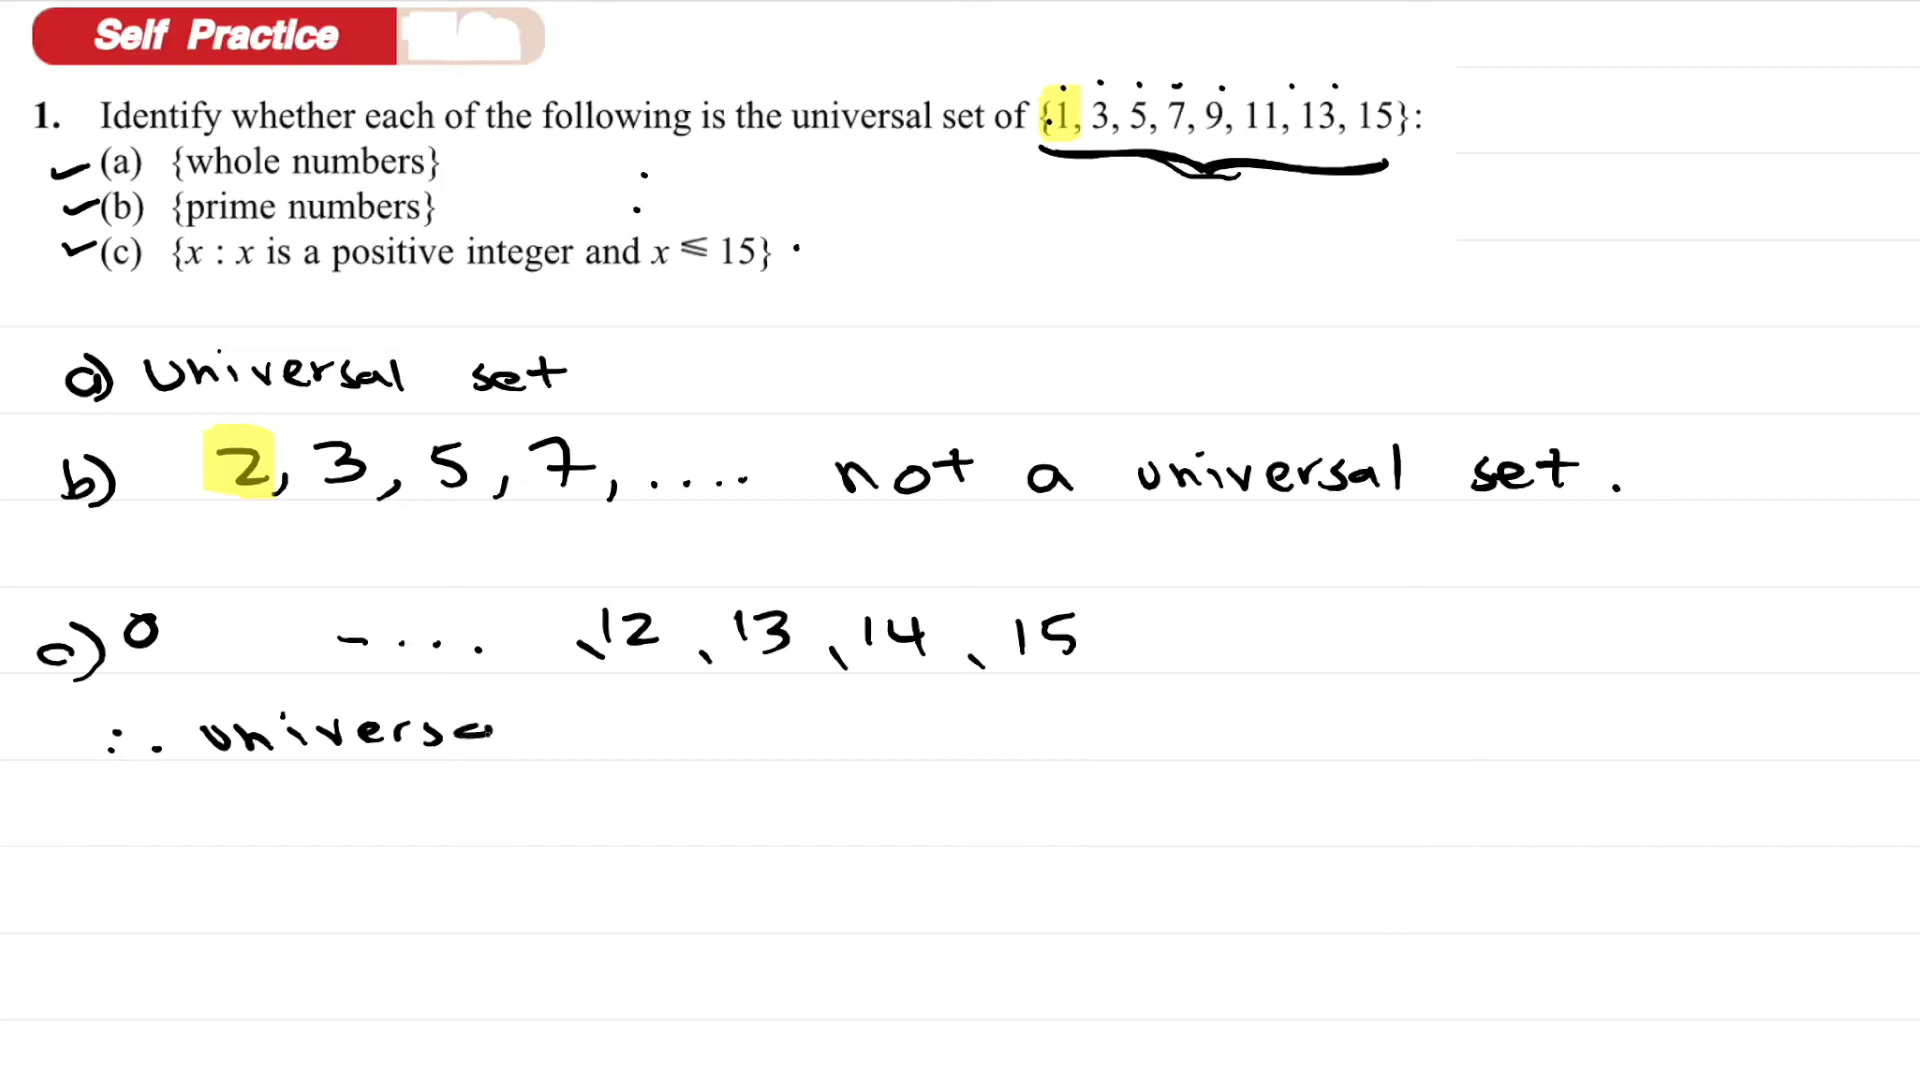 Self Practice
1. Identify whether each of the following is the universal set of {1, 3, 5, 7, 9, 11, 13, 15}:
(a) {whole numbers}
(b) {prime numbers}
(c) {x : x is a positive integer and x ⩽ 15}
a) universal set
b) 2, 3, 5, 7, .... not a universal set.
c) 0 -... , 12, 13, 14, 15
∴ universa